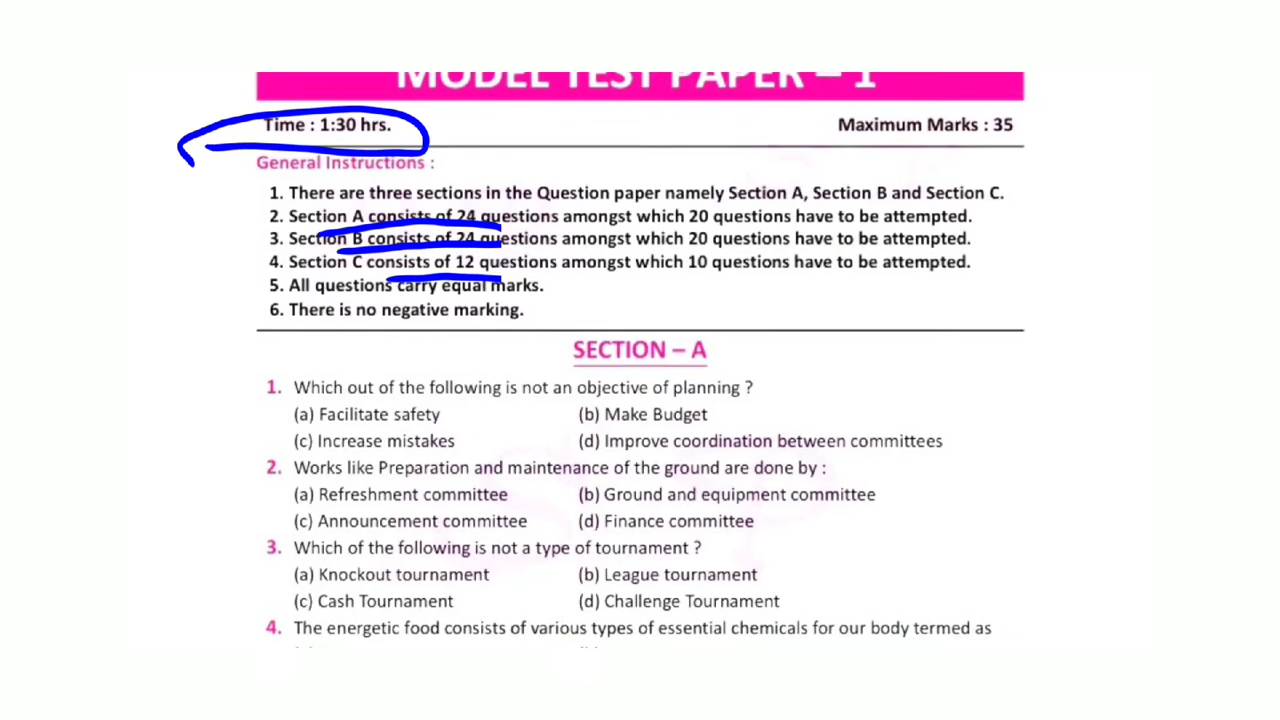 MODEL TEST PAPER – 1
Time : 1:30 hrs. Maximum Marks : 35
General Instructions :
1. There are three sections in the Question paper namely Section A, Section B and Section C.
2. Section A consists of 24 questions amongst which 20 questions have to be attempted.
3. Section B consists of 24 questions amongst which 20 questions have to be attempted.
4. Section C consists of 12 questions amongst which 10 questions have to be attempted.
5. All questions carry equal marks.
6. There is no negative marking.
SECTION – A
1. Which out of the following is not an objective of planning ?
(a) Facilitate safety (b) Make Budget
(c) Increase mistakes (d) Improve coordination between committees
2. Works like Preparation and maintenance of the ground are done by :
(a) Refreshment committee (b) Ground and equipment committee
(c) Announcement committee (d) Finance committee
3. Which of the following is not a type of tournament ?
(a) Knockout tournament (b) League tournament
(c) Cash Tournament (d) Challenge Tournament
4. The energetic food consists of various types of essential chemicals for our body termed as